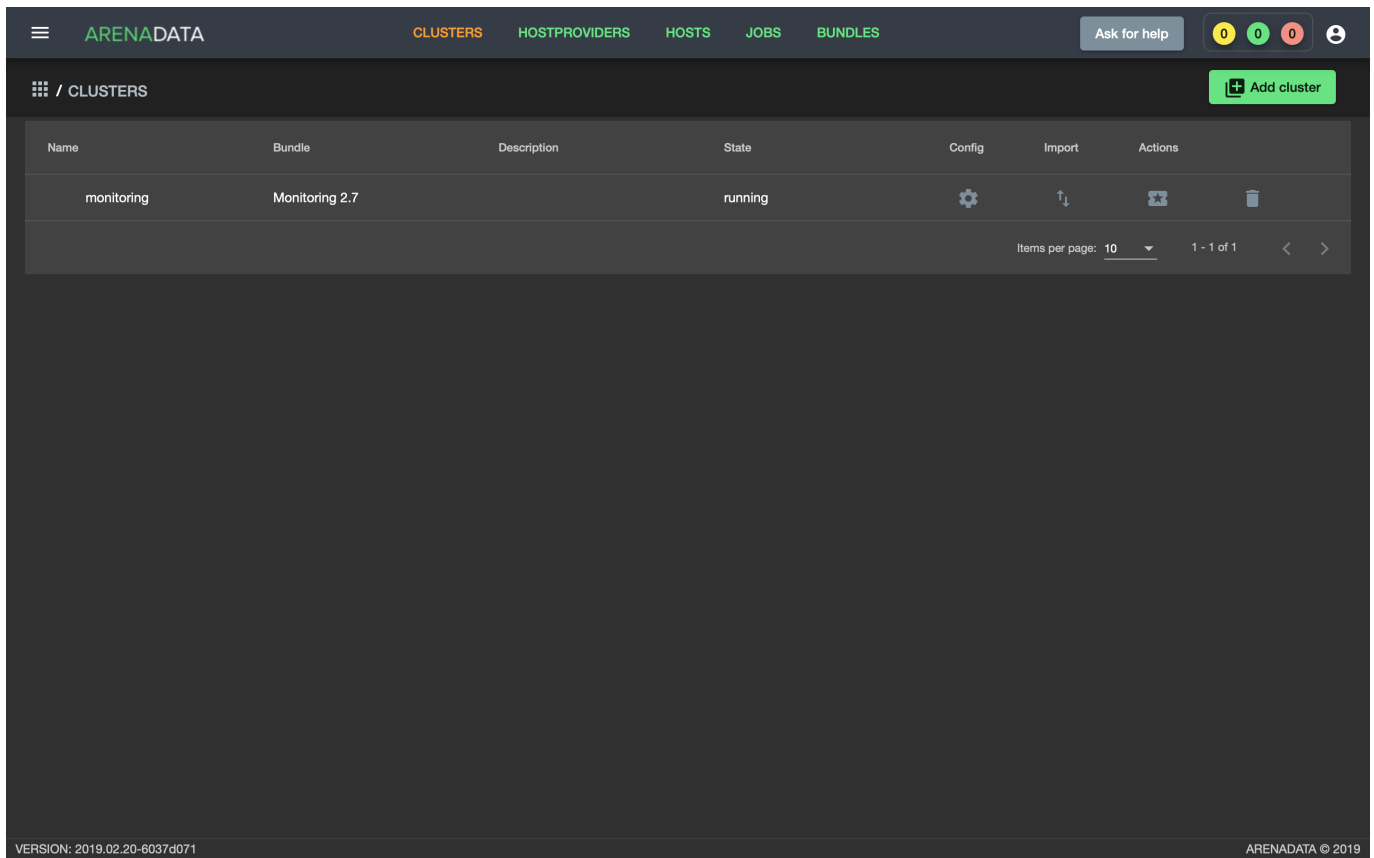 ARENADATA CLUSTERS HOSTPROVIDERS HOSTS JOBS BUNDLES Ask for help 0 0 0
/ CLUSTERS Add cluster
Name Bundle Description State Config Import Actions
monitoring Monitoring 2.7 running
Items per page: 10 1 - 1 of 1
VERSION: 2019.02.20-6037d071 ARENADATA © 2019